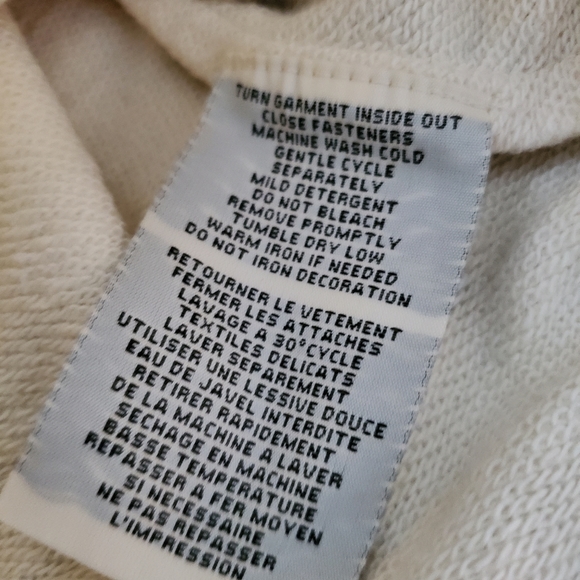 TURN GARMENT INSIDE OUT
CLOSE FASTENERS
MACHINE WASH COLD
GENTLE CYCLE
SEPARATELY
MILD DETERGENT
DO NOT BLEACH
REMOVE PROMPTLY
TUMBLE DRY LOW
WARM IRON IF NEEDED
DO NOT IRON DECORATION
RETOURNER LE VETEMENT
FERMER LES ATTACHES
LAVAGE A 30°CYCLE
TEXTILES DELICATS
LAVER SEPAREMENT
UTILISER UNE LESSIVE DOUCE
EAU DE JAVEL INTERDITE
RETIRER RAPIDEMENT
DE LA MACHINE A LAVER
SECHAGE EN MACHINE
BASSE TEMPERATURE
REPASSER A FER MOYEN
SI NECESSAIRE
NE PAS REPASSER
L'IMPRESSION